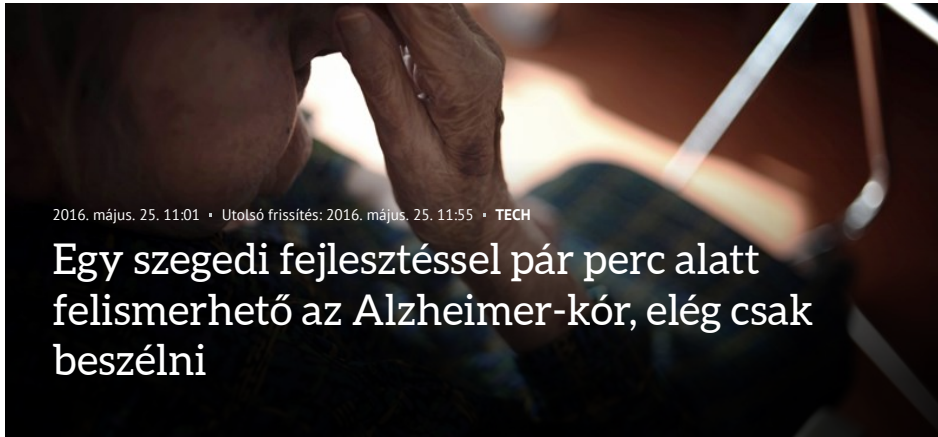 2016. május. 25. 11:01 ▪ Utolsó frissítés: 2016. május. 25. 11:55 ▪ TECH
Egy szegedi fejlesztéssel pár perc alatt
felismerhető az Alzheimer-kór, elég csak
beszélni